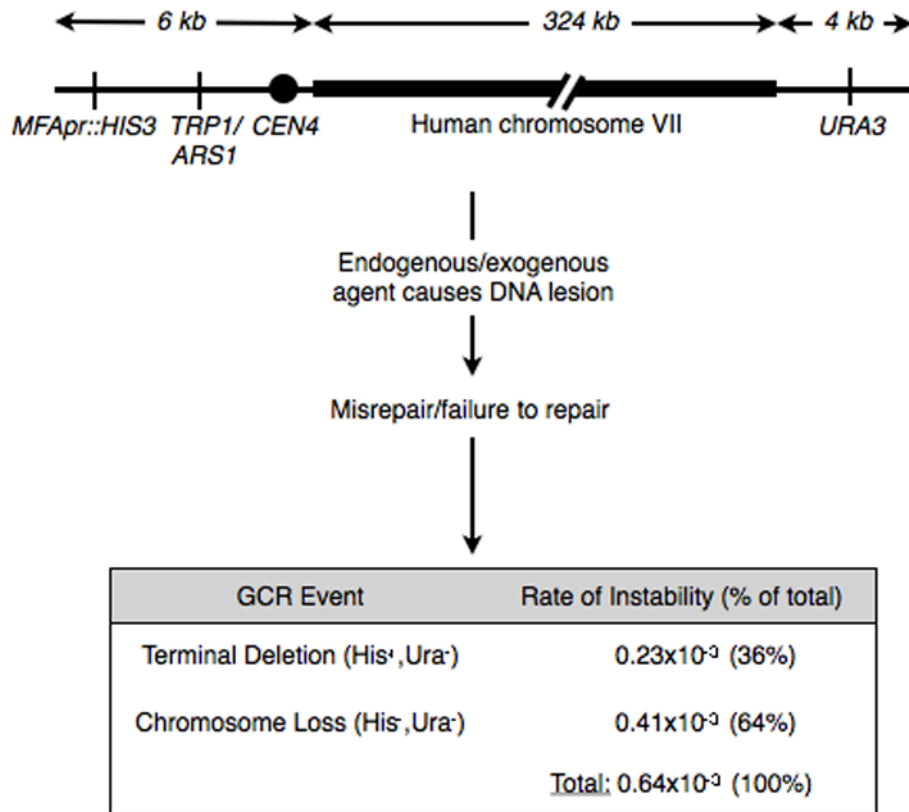 6 kb 324 kb 4 kb
MFApr::HIS3 TRP1/ CEN4 Human chromosome VII URA3
ARS1
Endogenous/exogenous
agent causes DNA lesion
Misrepair/failure to repair
GCR Event Rate of Instability (% of total)
Terminal Deletion (His⁺,Ura⁻) 0.23x10⁻³ (36%)
Chromosome Loss (His⁻,Ura⁻) 0.41x10⁻³ (64%)
Total: 0.64x10⁻³ (100%)